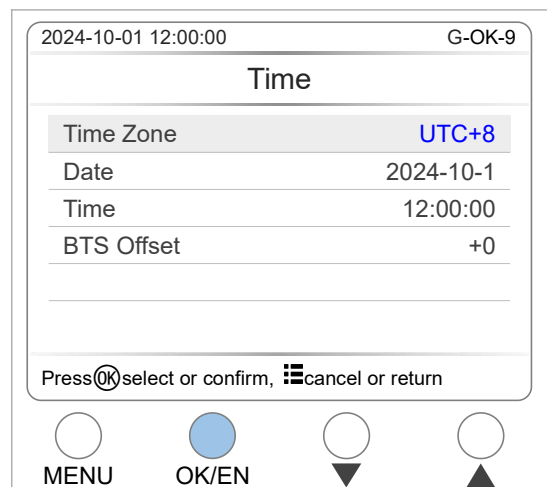 2024-10-01 12:00:00 G-OK-9
Time
Time Zone UTC+8
Date 2024-10-1
Time 12:00:00
BTS Offset +0
Press OK select or confirm, cancel or return
MENU OK/EN